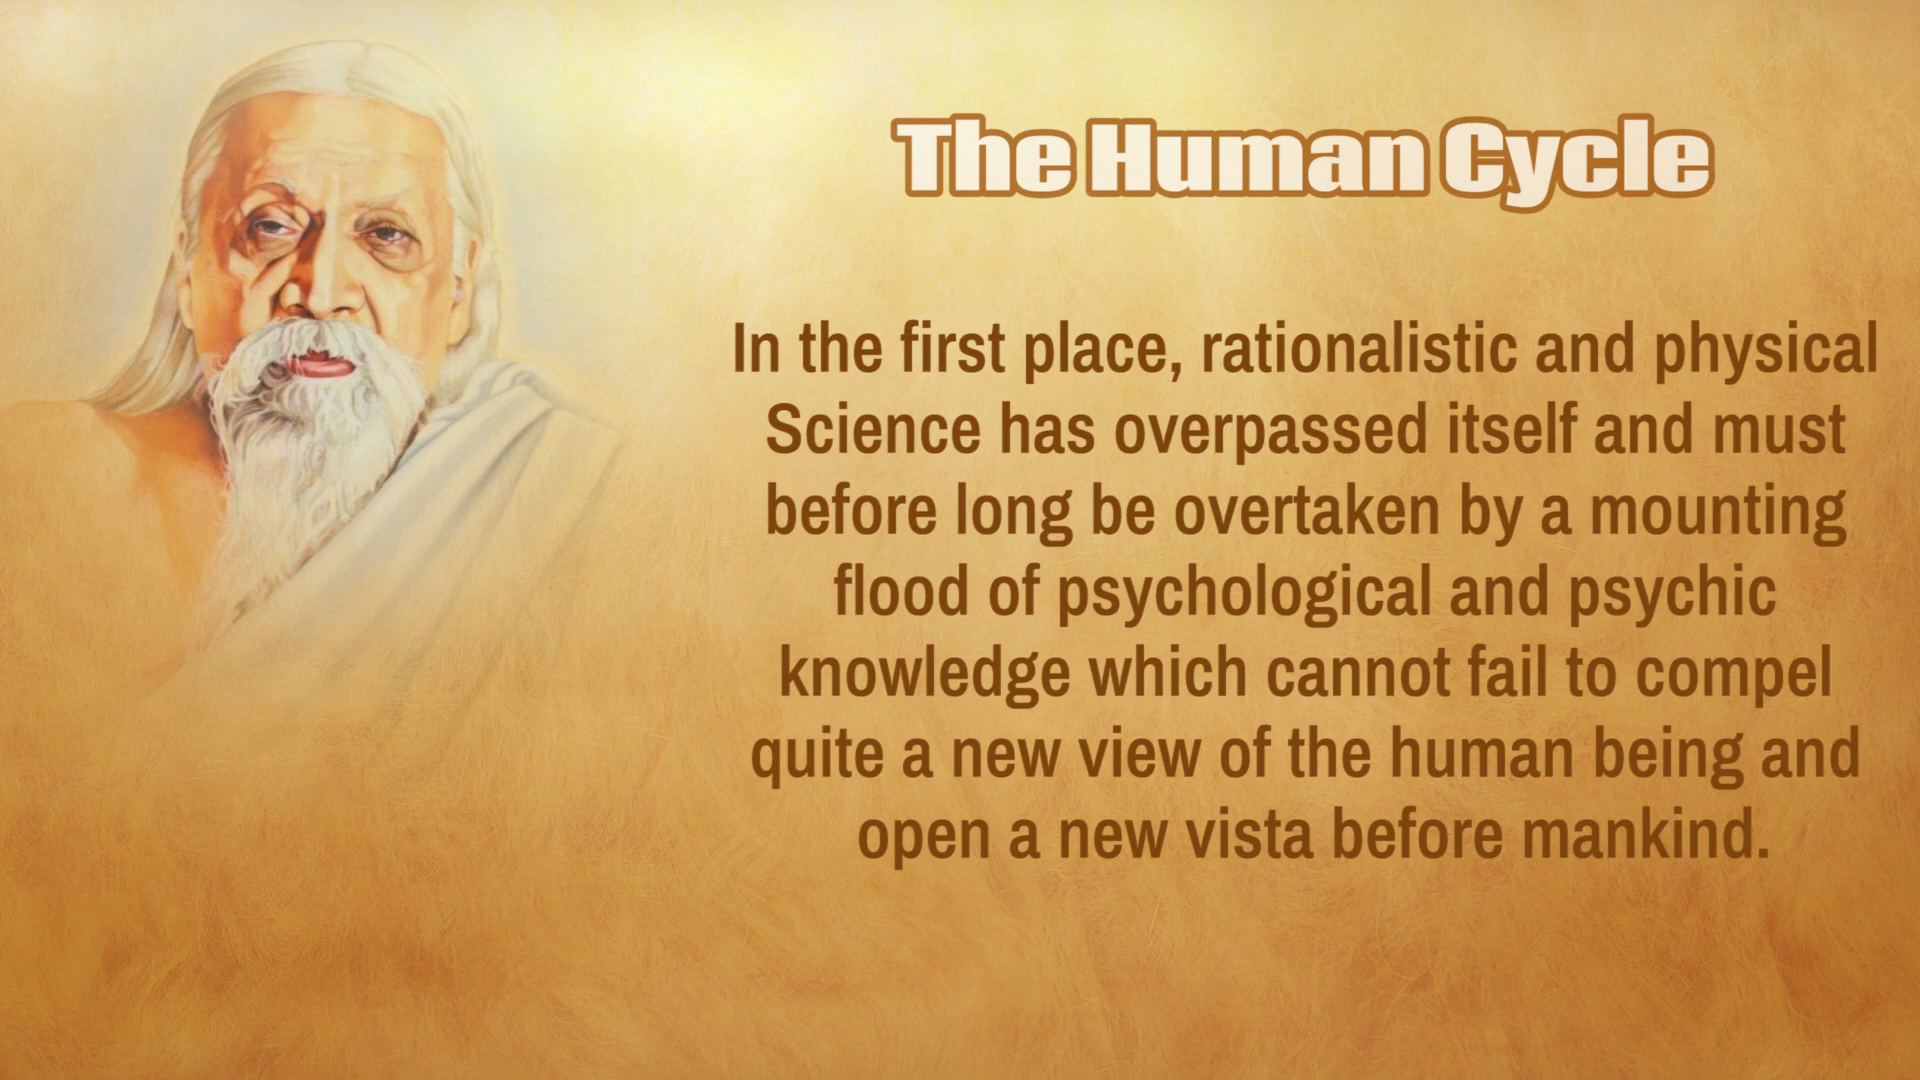 The Human Cycle
In the first place, rationalistic and physical
Science has overpassed itself and must
before long be overtaken by a mounting
flood of psychological and psychic
knowledge which cannot fail to compel
quite a new view of the human being and
open a new vista before mankind.